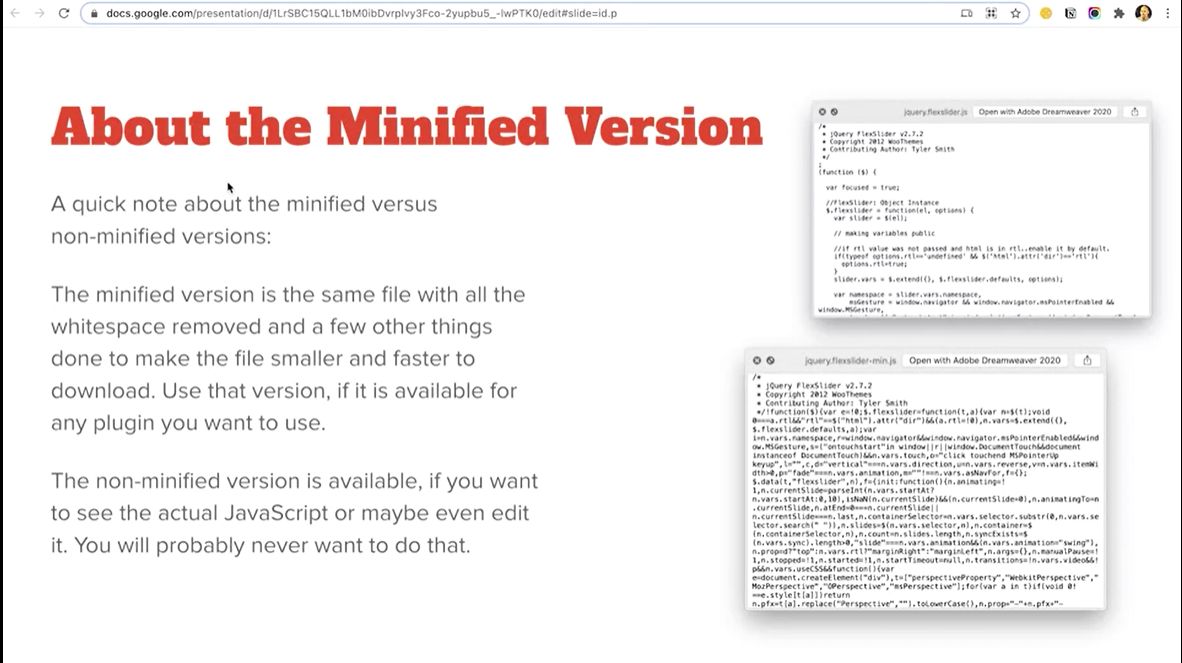 docs.google.com/presentation/d/1LrSBC15QLL1bM0ibDvrplvy3Fco-2yupbu5_-lwPTK0/edit#slide=id.p
About the Minified Version
A quick note about the minified versus
non-minified versions:
The minified version is the same file with all the
whitespace removed and a few other things
done to make the file smaller and faster to
download. Use that version, if it is available for
any plugin you want to use.
The non-minified version is available, if you want
to see the actual JavaScript or maybe even edit
it. You will probably never want to do that.
jquery.flexslider.js Open with Adobe Dreamweaver 2020
/*
* jQuery FlexSlider v2.7.2
* Copyright 2012 WooThemes
* Contributing Author: Tyler Smith
*/
;
(function ($) {
var focused = true;
//FlexSlider: Object Instance
$.flexslider = function(el, options) {
var slider = $(el);
// making variables public
//if rtl value was not passed and html is in rtl..enable it by default.
if(typeof options.rtl=='undefined' && $('html').attr('dir')=='rtl'){
options.rtl=true;
}
slider.vars = $.extend({}, $.flexslider.defaults, options);
var namespace = slider.vars.namespace,
msGesture = window.navigator && window.navigator.msPointerEnabled &&
window.MSGesture,
jquery.flexslider-min.js Open with Adobe Dreamweaver 2020
/*
* jQuery FlexSlider v2.7.2
* Copyright 2012 WooThemes
* Contributing Author: Tyler Smith
*/!function($){var e=!0;$.flexslider=function(t,a){var n=$(t);void
0===a.rtl&&"rtl"==$("html").attr("dir")&&(a.rtl=!0),n.vars=$.extend({},
$.flexslider.defaults,a);var
i=n.vars.namespace,r=window.navigator&&window.navigator.msPointerEnabled&&wind
ow.MSGesture,s=("ontouchstart"in window||r||window.DocumentTouch&&document
instanceof DocumentTouch)&&n.vars.touch,o="click touchend MSPointerUp
keyup",l="",c,d="vertical"===n.vars.direction,u=n.vars.reverse,v=n.vars.itemWi
dth>0,p="fade"===n.vars.animation,m=""!==n.vars.asNavFor,f={};
$.data(t,"flexslider",n),f={init:function(){n.animating=!
1,n.currentSlide=parseInt(n.vars.startAt?
n.vars.startAt:0,10),isNaN(n.currentSlide)&&(n.currentSlide=0),n.animatingTo=n
.currentSlide,n.atEnd=0===n.currentSlide||
n.currentSlide===n.last,n.containerSelector=n.vars.selector.substr(0,n.vars.se
lector.search(" ")),n.slides=$(n.vars.selector,n),n.container=$
(n.containerSelector,n),n.count=n.slides.length,n.syncExists=$
(n.vars.sync).length>0,"slide"===n.vars.animation&&(n.vars.animation="swing"),
n.prop=d?"top":n.vars.rtl?"marginRight":"marginLeft",n.args={},n.manualPause=!
1,n.stopped=!1,n.started=!1,n.startTimeout=null,n.transitions=!n.vars.video&&!
p&&n.vars.useCSS&&function(){var
e=document.createElement("div"),t=["perspectiveProperty","WebkitPerspective","
MozPerspective","OPerspective","msPerspective"];for(var a in t)if(void 0!
==e.style[t[a]])return
n.pfx=t[a].replace("Perspective","").toLowerCase(),n.prop="-"+n.pfx+"-